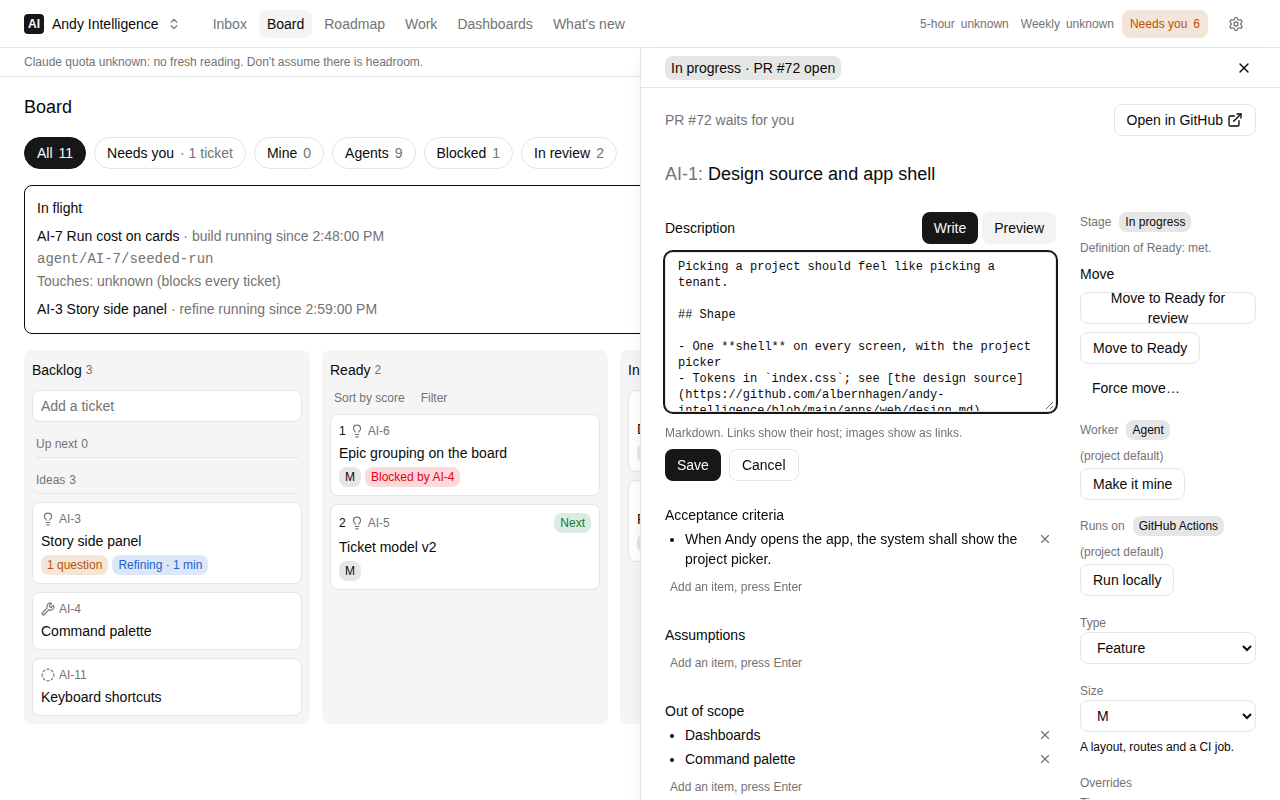 AI Andy Intelligence Inbox Board Roadmap Work Dashboards What's new 5-hour unknown Weekly unknown Needs you 6
Claude quota unknown: no fresh reading. Don't assume there is headroom.
Board
All 11 Needs you · 1 ticket Mine 0 Agents 9 Blocked 1 In review 2
In flight
AI-7 Run cost on cards · build running since 2:48:00 PM
agent/AI-7/seeded-run
Touches: unknown (blocks every ticket)
AI-3 Story side panel · refine running since 2:59:00 PM
Backlog 3
Add a ticket
Up next 0
Ideas 3
AI-3
Story side panel
1 question Refining · 1 min
AI-4
Command palette
AI-11
Keyboard shortcuts
Ready 2
Sort by score Filter
1 AI-6
Epic grouping on the board
M Blocked by AI-4
2 AI-5 Next
Ticket model v2
M
In
In progress · PR #72 open
PR #72 waits for you
Open in GitHub
AI-1: Design source and app shell
Description Write Preview
Picking a project should feel like picking a
tenant.
## Shape
- One **shell** on every screen, with the project
picker
- Tokens in `index.css`; see [the design source]
(https://github.com/albernhagen/andy-
intelligence/blob/main/apps/web/design.md)
Markdown. Links show their host; images show as links.
Save Cancel
Acceptance criteria
• When Andy opens the app, the system shall show the
project picker.
Add an item, press Enter
Assumptions
Add an item, press Enter
Out of scope
• Dashboards
• Command palette
Add an item, press Enter
Stage In progress
Definition of Ready: met.
Move
Move to Ready for
review
Move to Ready
Force move…
Worker Agent
(project default)
Make it mine
Runs on GitHub Actions
(project default)
Run locally
Type
Feature
Size
M
A layout, routes and a CI job.
Overrides